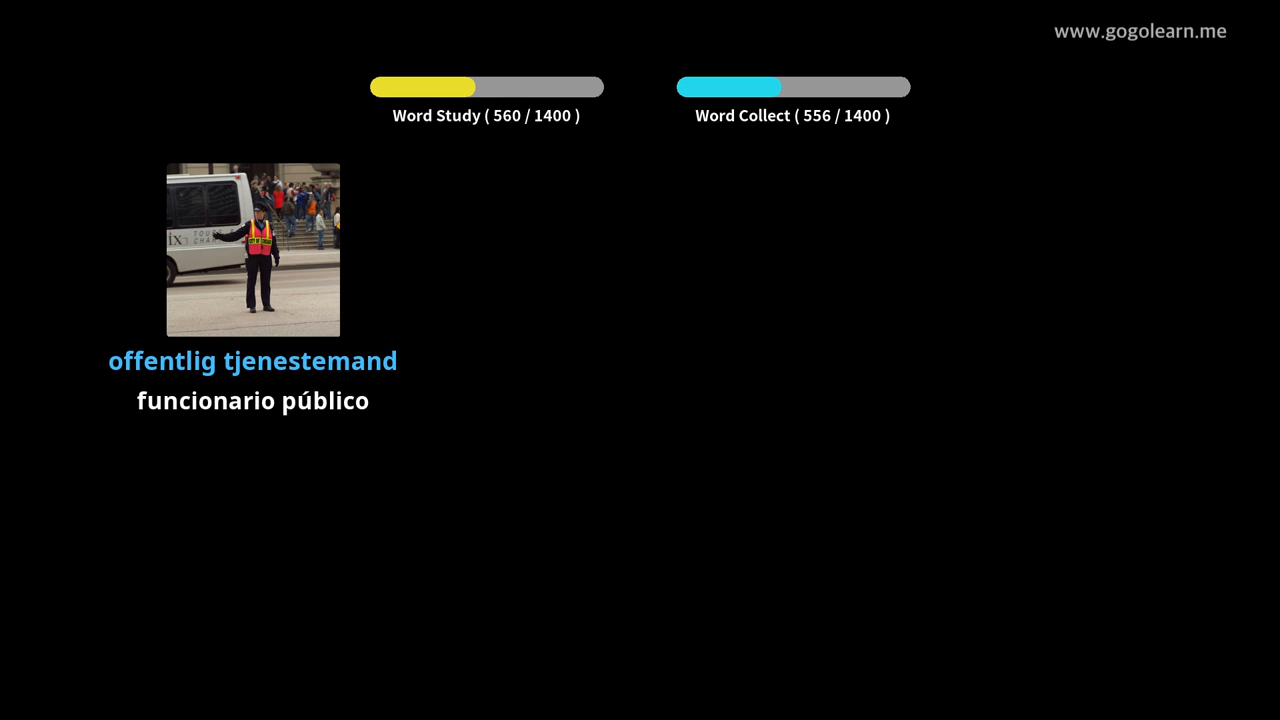 www.gogolearn.me
Word Study ( 560 / 1400 )
Word Collect ( 556 / 1400 )
offentlig tjenestemand
funcionario público